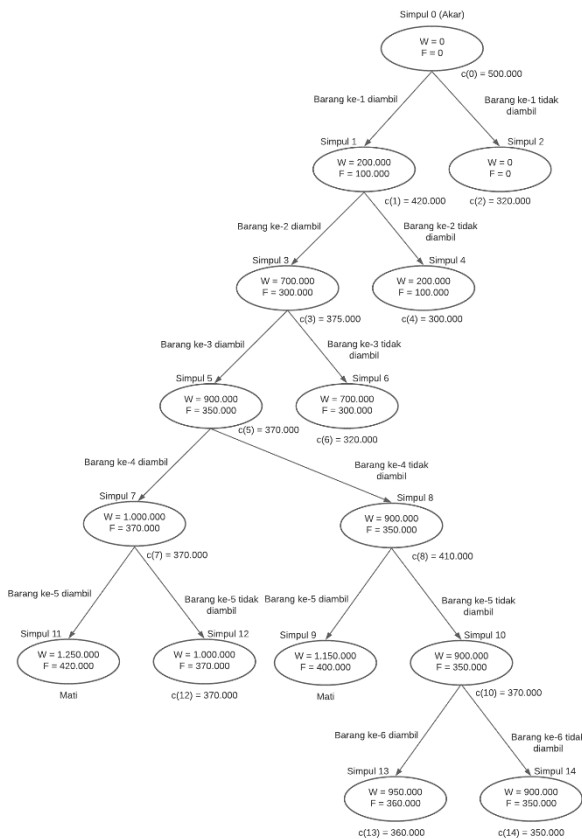 Simpul 0 (Akar)
W = 0
F = 0
c(0) = 500.000
Barang ke-1 diambil
Barang ke-1 tidak
diambil
Simpul 1
W = 200.000
F = 100.000
c(1) = 420.000
Simpul 2
W = 0
F = 0
c(2) = 320.000
Barang ke-2 diambil
Barang ke-2 tidak
diambil
Simpul 3
W = 700.000
F = 300.000
c(3) = 375.000
Simpul 4
W = 200.000
F = 100.000
c(4) = 300.000
Barang ke-3 diambil
Barang ke-3 tidak
diambil
Simpul 5
W = 900.000
F = 350.000
c(5) = 370.000
Simpul 6
W = 700.000
F = 300.000
c(6) = 320.000
Barang ke-4 diambil
Barang ke-4 tidak
diambil
Simpul 7
W = 1.000.000
F = 370.000
c(7) = 370.000
Simpul 8
W = 900.000
F = 350.000
c(8) = 410.000
Barang ke-5 diambil
Barang ke-5 tidak
diambil
Barang ke-5 diambil
Barang ke-5 tidak
diambil
Simpul 11
W = 1.250.000
F = 420.000
Mati
Simpul 12
W = 1.000.000
F = 370.000
c(12) = 370.000
Simpul 9
W = 1.150.000
F = 400.000
Mati
Simpul 10
W = 900.000
F = 350.000
c(10) = 370.000
Barang ke-6 diambil
Barang ke-6 tidak
diambil
Simpul 13
W = 950.000
F = 360.000
c(13) = 360.000
Simpul 14
W = 900.000
F = 350.000
c(14) = 350.000